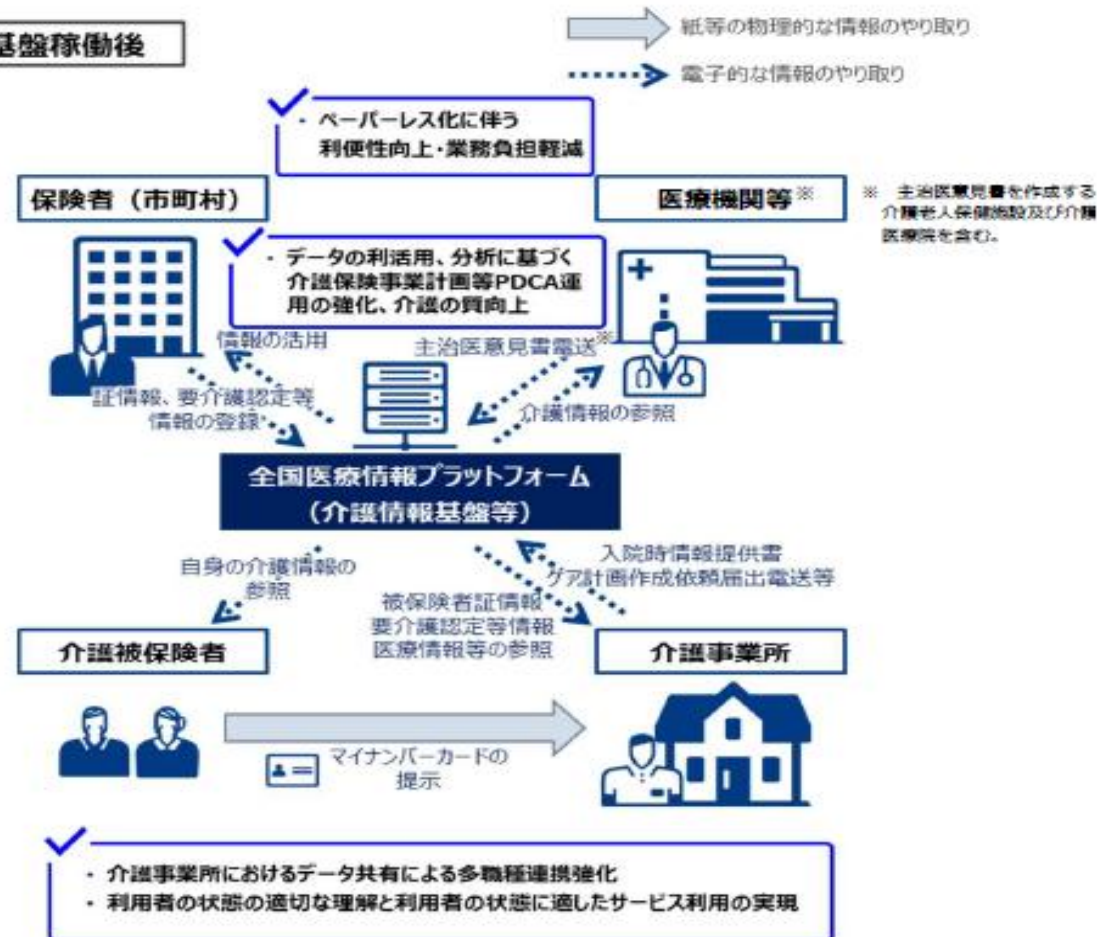 基盤稼働後
紙等の物理的な情報のやり取り
電子的な情報のやり取り
・ ペーパーレス化に伴う
利便性向上・業務負担軽減
保険者（市町村）
医療機関等※
※ 主治医意見書を作成する
介護老人保健施設及び介護
医療院を含む。
・ データの利活用、分析に基づく
介護保険事業計画等PDCA運
用の強化、介護の質向上
情報の活用
主治医意見書電送※
証情報、要介護認定等
情報の登録
介護情報の参照
全国医療情報プラットフォーム
（介護情報基盤等）
自身の介護情報の
参照
入院時情報提供書
ケア計画作成依頼届出電送等
被保険者証情報
要介護認定等情報
医療情報等の参照
介護被保険者
介護事業所
マイナンバーカードの
提示
・ 介護事業所におけるデータ共有による多職種連携強化
・ 利用者の状態の適切な理解と利用者の状態に適したサービス利用の実現